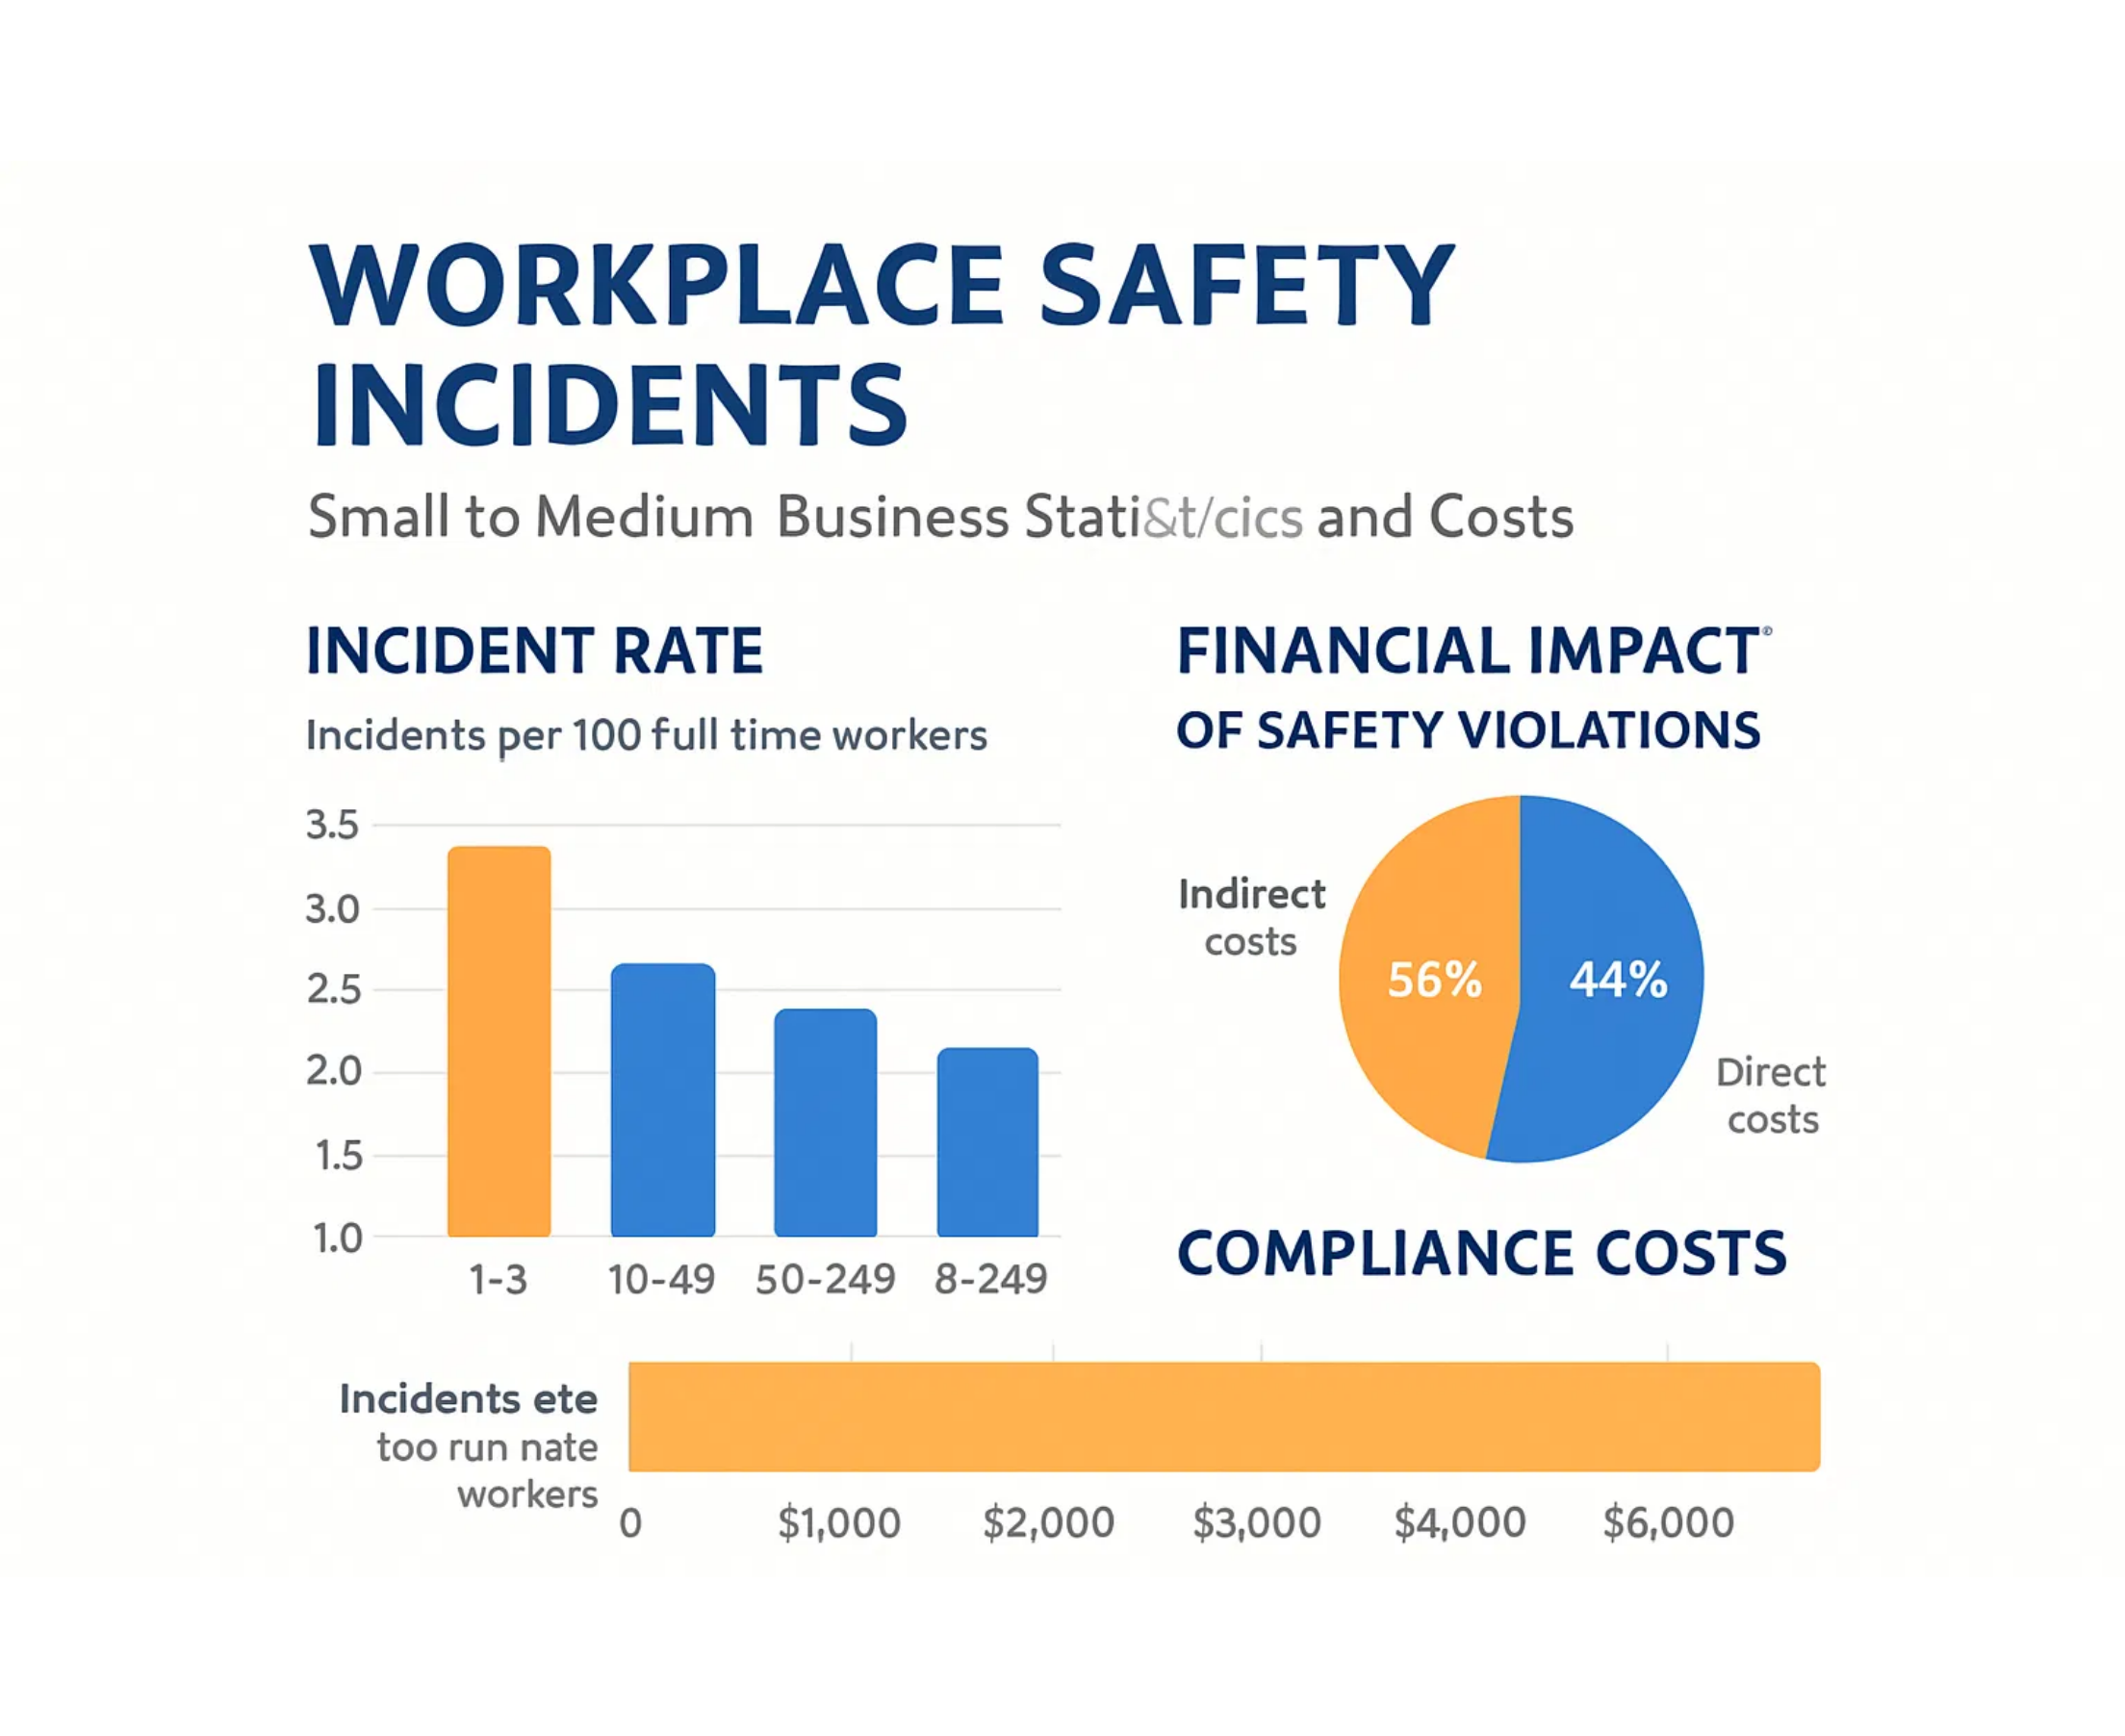 WORKPLACE SAFETY
INCIDENTS
Small to Medium Business Stati&t/cics and Costs
INCIDENT RATE
Incidents per 100 full time workers
3.5
3.0
2.5
2.0
1.5
1.0
1-3 10-49 50-249 8-249
FINANCIAL IMPACT
OF SAFETY VIOLATIONS
Indirect
costs
56% 44%
Direct
costs
COMPLIANCE COSTS
Incidents ete
too run nate
workers
0 $1,000 $2,000 $3,000 $4,000 $6,000